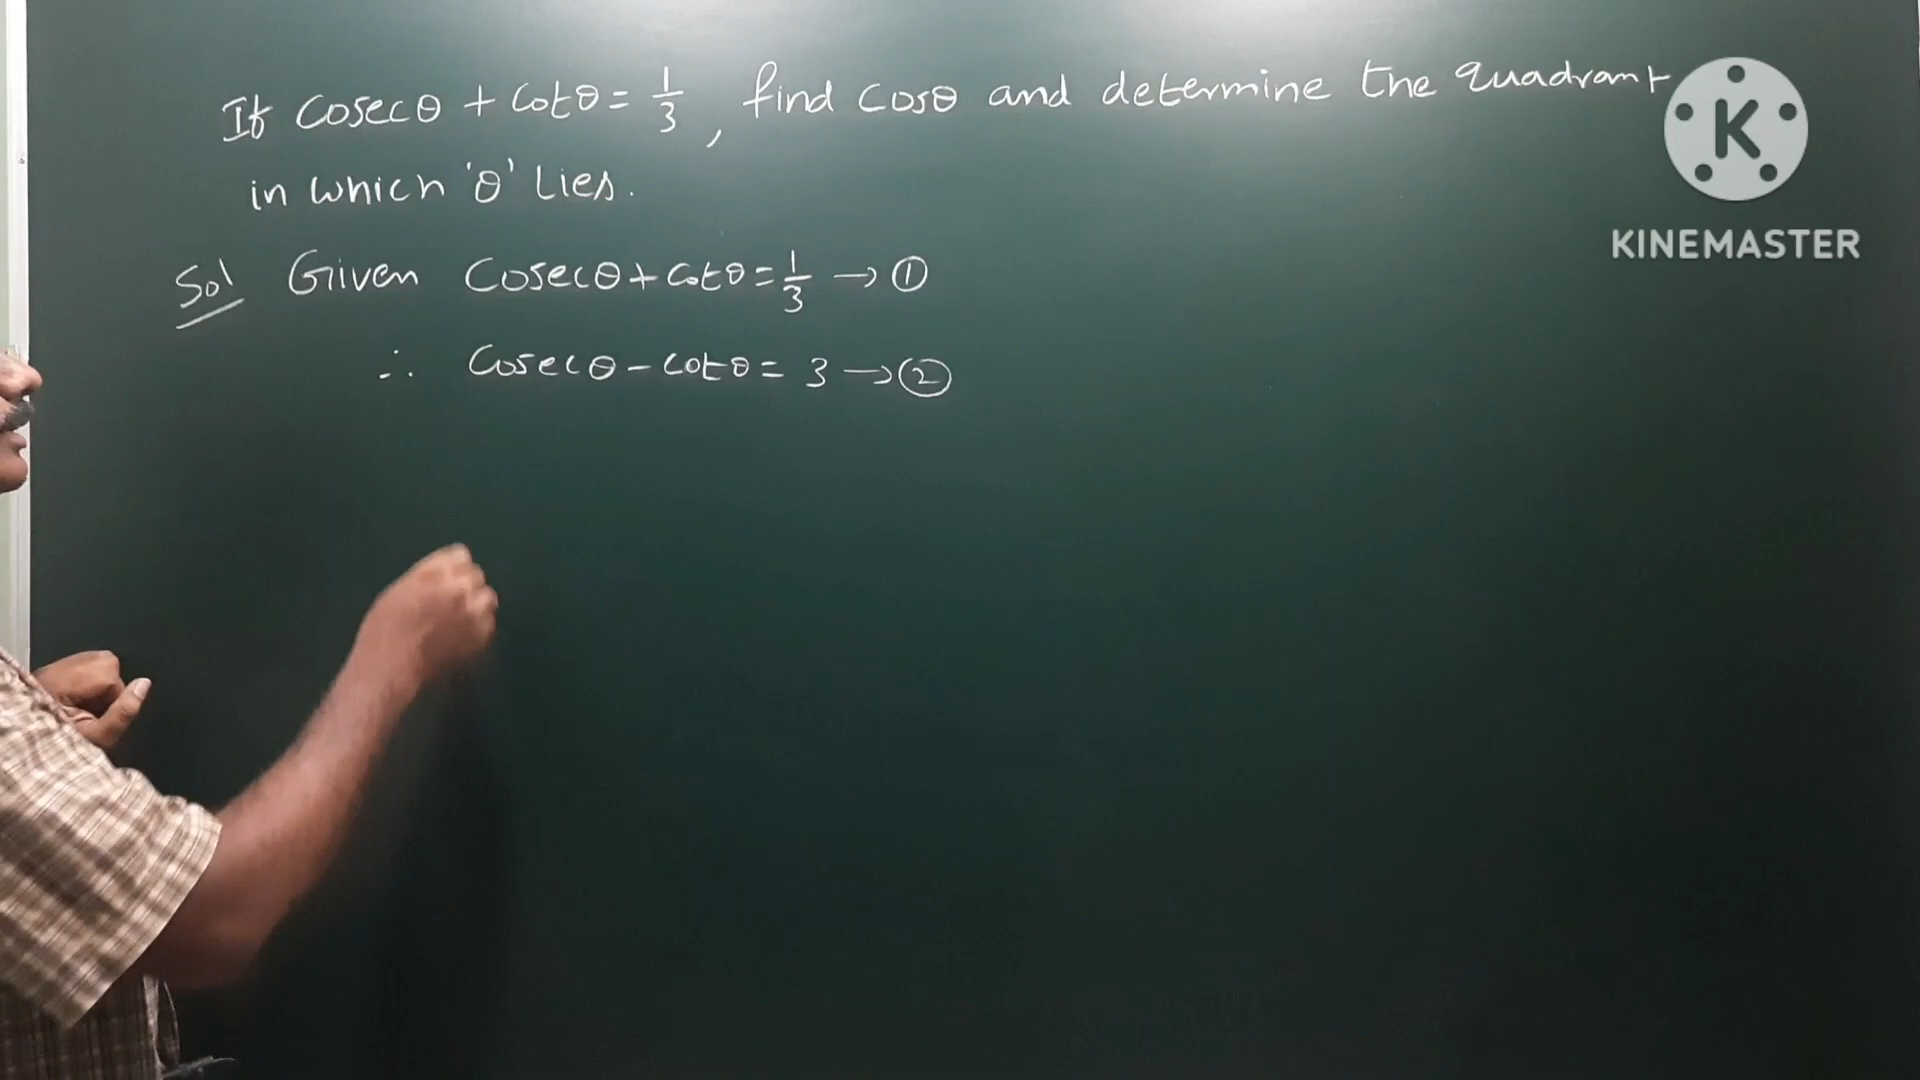 If Cosecθ + Cotθ = 1/3, find cosθ and determine the quadrant
in which 'θ' Lies.
Sol Given Cosecθ + Cotθ = 1/3 → ①
∴ Cosecθ - Cotθ = 3 → ②
K
KINEMASTER